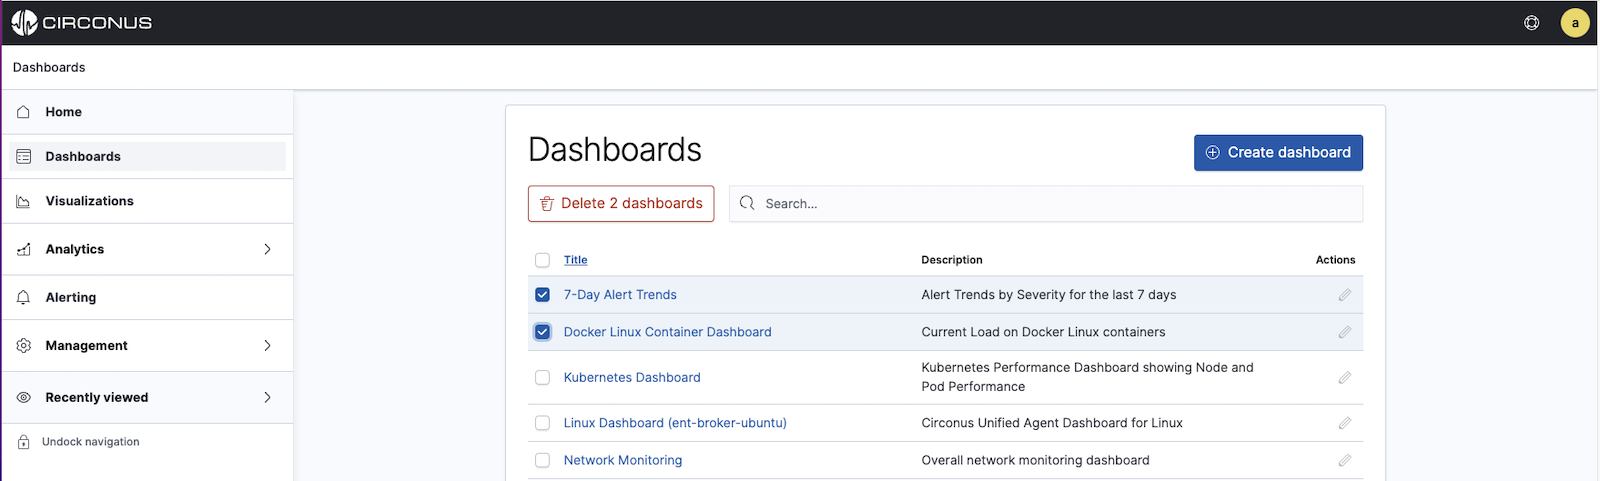 CIRCONUS
a
Dashboards
Home
Dashboards
Visualizations
Analytics
Alerting
Management
Recently viewed
Undock navigation
Dashboards
Create dashboard
Delete 2 dashboards
Search...
Title Description Actions
7-Day Alert Trends Alert Trends by Severity for the last 7 days
Docker Linux Container Dashboard Current Load on Docker Linux containers
Kubernetes Dashboard Kubernetes Performance Dashboard showing Node and
Pod Performance
Linux Dashboard (ent-broker-ubuntu) Circonus Unified Agent Dashboard for Linux
Network Monitoring Overall network monitoring dashboard